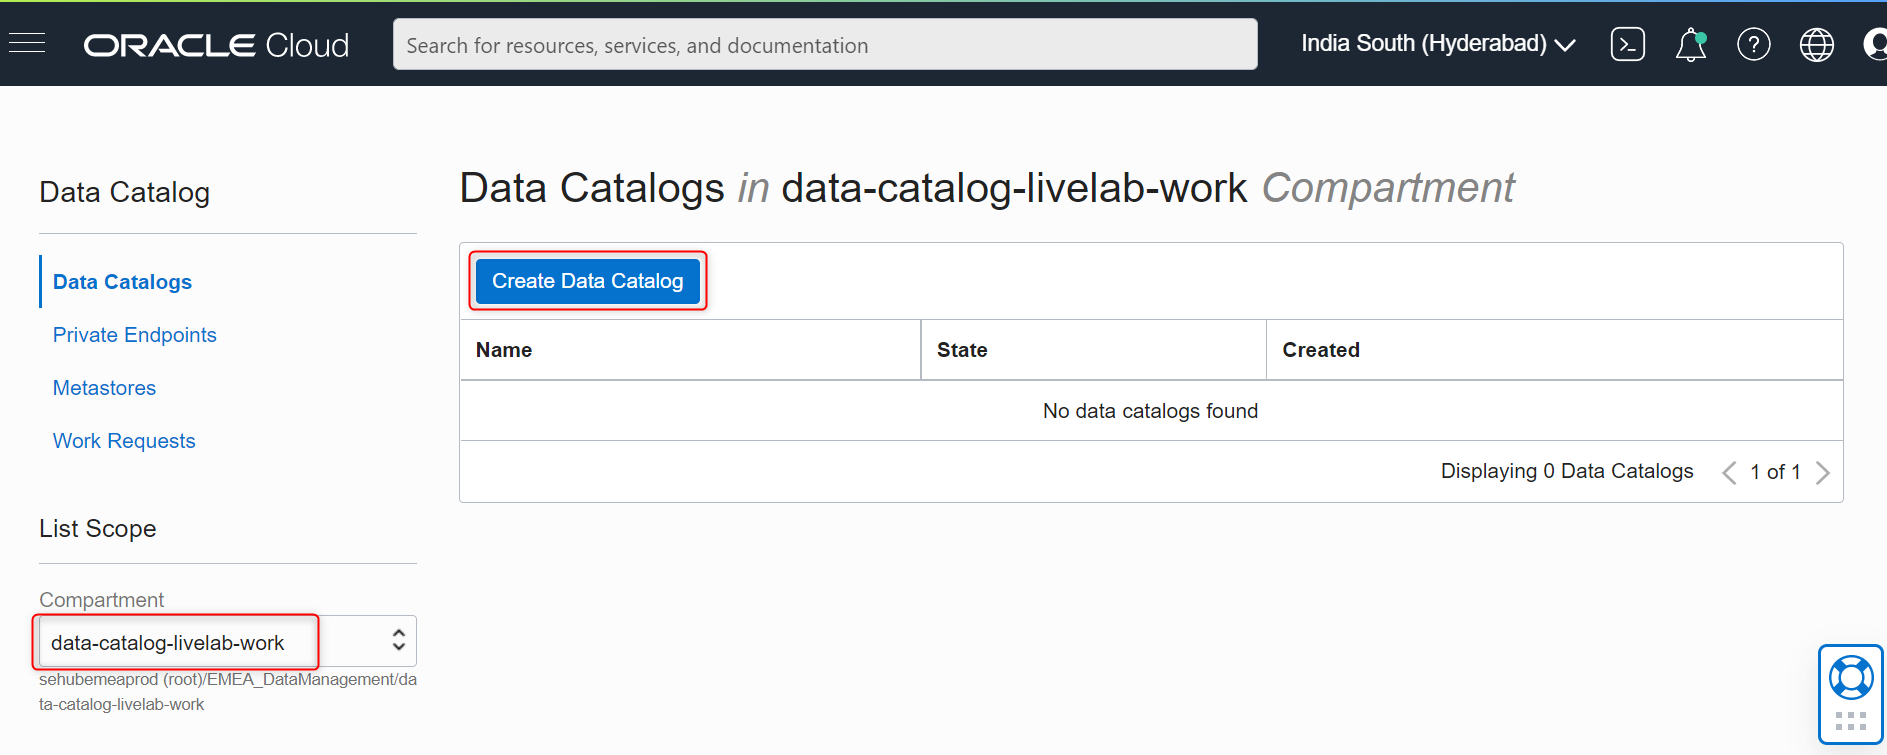 ORACLE Cloud
Search for resources, services, and documentation
India South (Hyderabad)
Data Catalog
Data Catalogs
Private Endpoints
Metastores
Work Requests
List Scope
Compartment
data-catalog-livelab-work
sehubemeaprod (root)/EMEA_DataManagement/da
ta-catalog-livelab-work
Data Catalogs in data-catalog-livelab-work Compartment
Create Data Catalog
Name State Created
No data catalogs found
Displaying 0 Data Catalogs 1 of 1